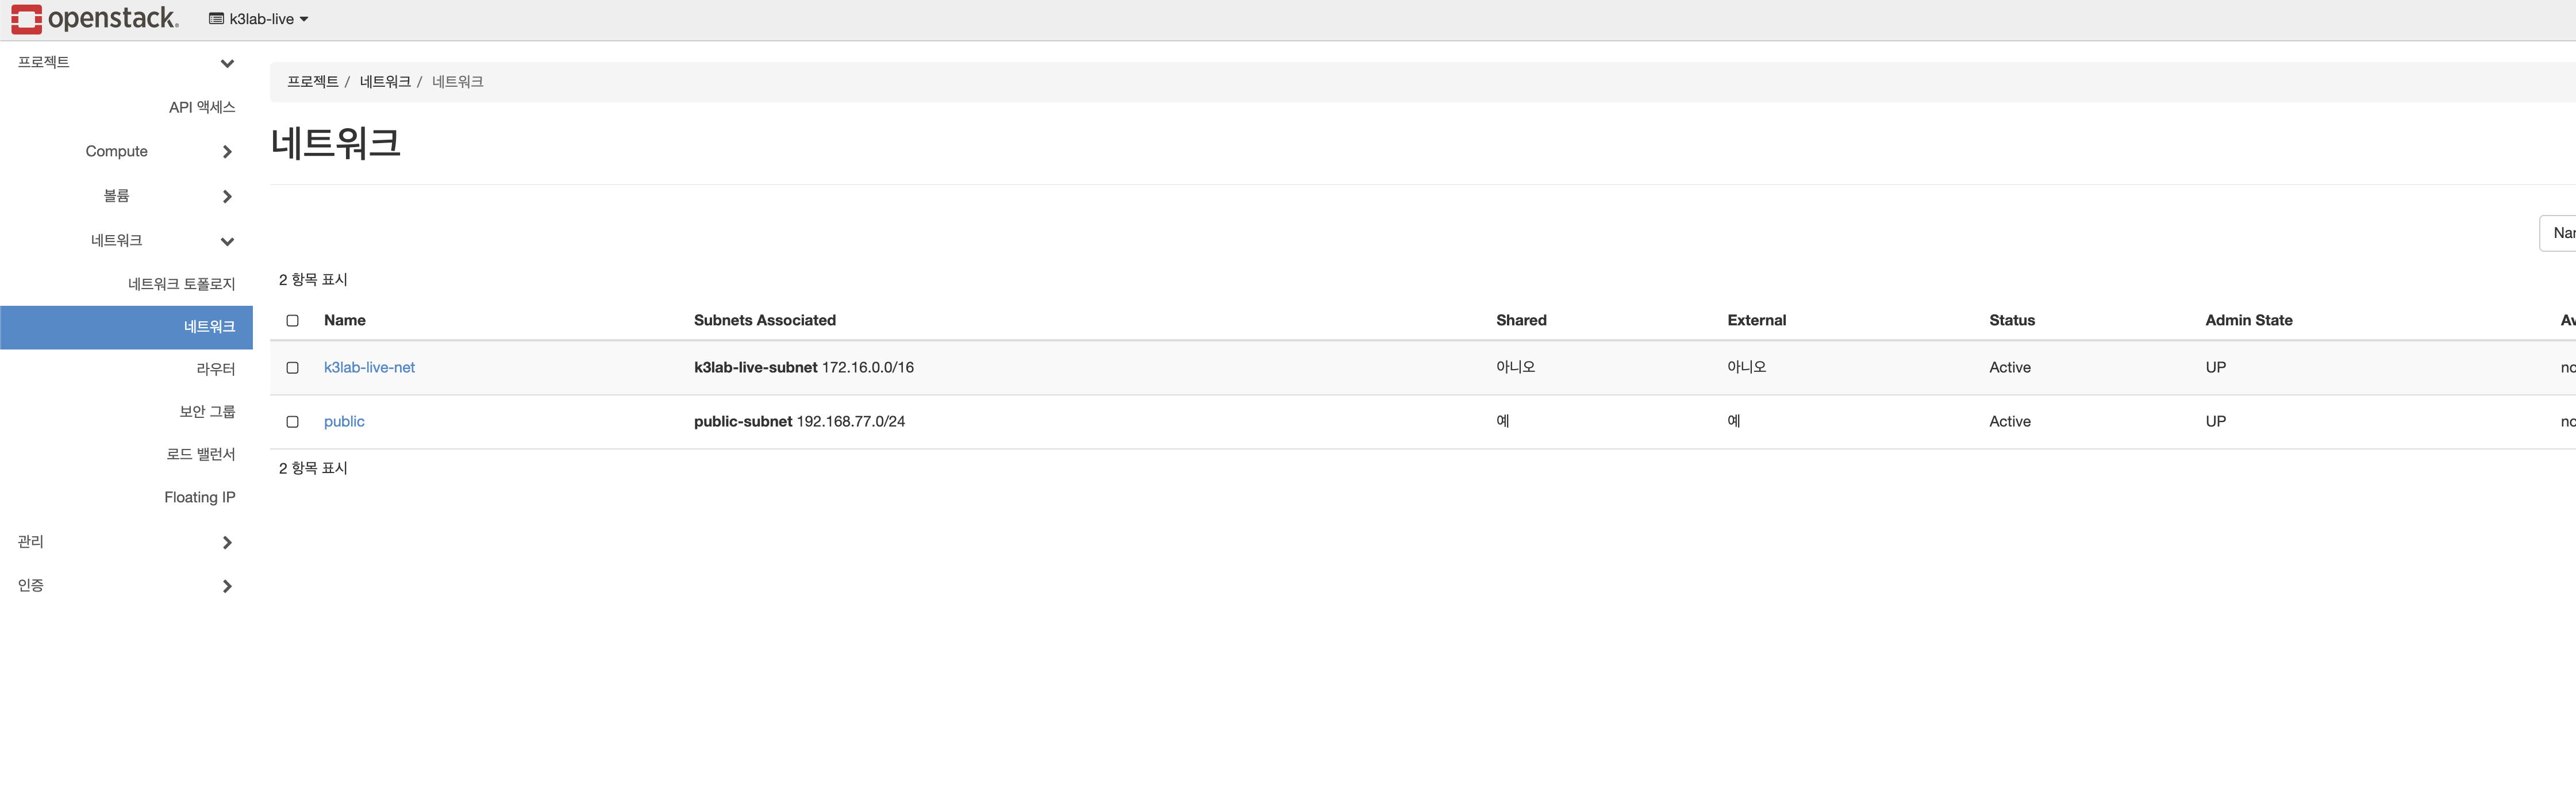 openstack. k3lab-live
프로젝트
API 액세스
Compute
볼륨
네트워크
네트워크 토폴로지
네트워크
라우터
보안 그룹
로드 밸런서
Floating IP
관리
인증
프로젝트 / 네트워크 / 네트워크
네트워크
2 항목 표시
Name Subnets Associated Shared External Status Admin State
k3lab-live-net k3lab-live-subnet 172.16.0.0/16 아니오 아니오 Active UP
public public-subnet 192.168.77.0/24 예 예 Active UP
2 항목 표시